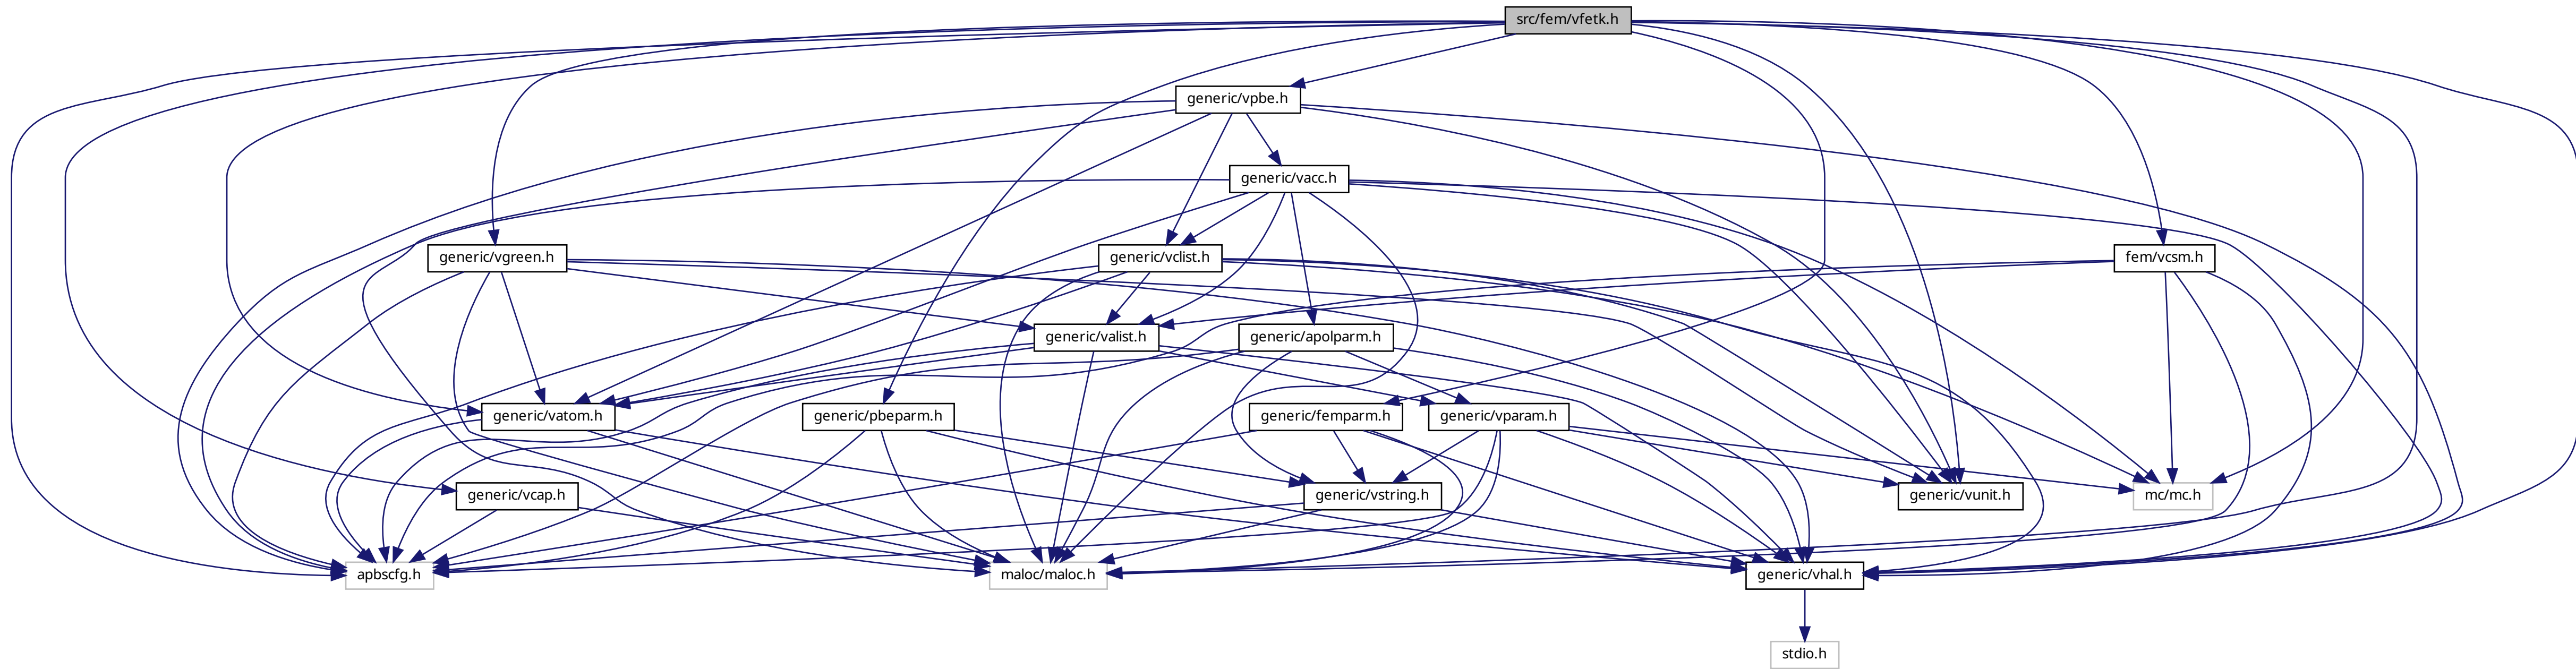 src/fem/vfetk.h
generic/vpbe.h
generic/vacc.h
generic/vgreen.h
generic/vclist.h
fem/vcsm.h
generic/valist.h
generic/apolparm.h
generic/vatom.h
generic/pbeparm.h
generic/femparm.h
generic/vparam.h
generic/vcap.h
generic/vstring.h
generic/vunit.h
mc/mc.h
apbscfg.h
maloc/maloc.h
generic/vhal.h
stdio.h